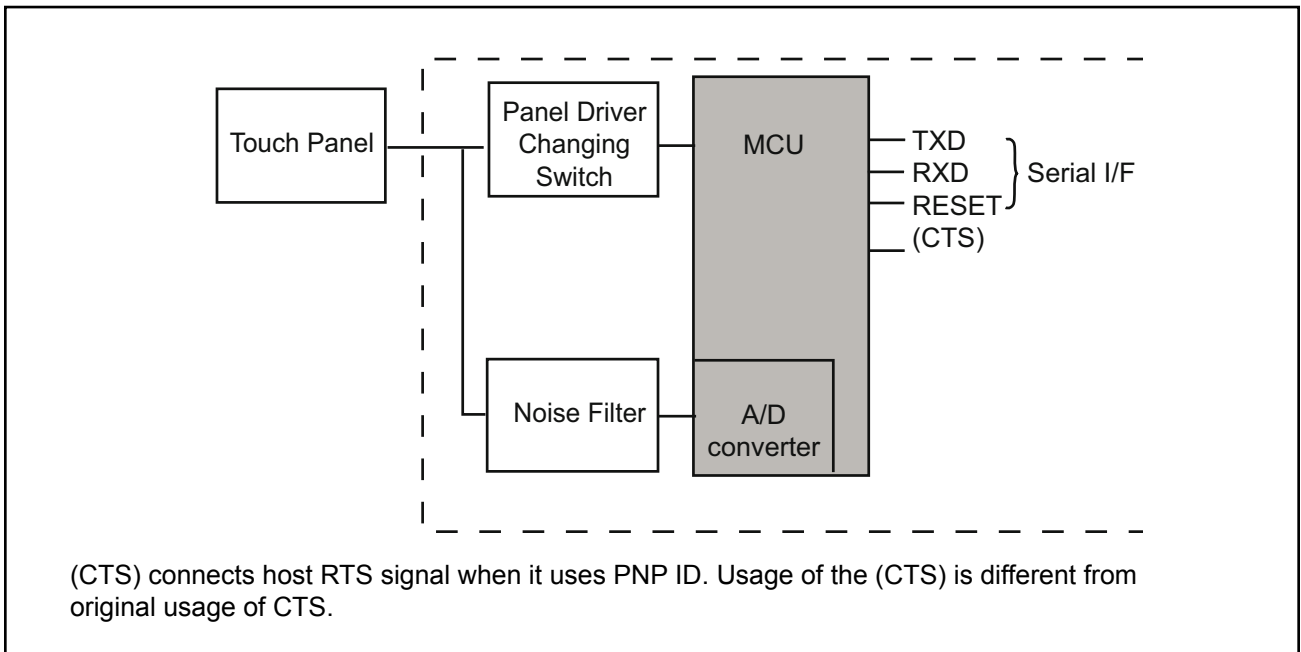 Touch Panel
Panel Driver
Changing
Switch
MCU
TXD
RXD
RESET
(CTS)
Serial I/F
Noise Filter
A/D
converter
(CTS) connects host RTS signal when it uses PNP ID. Usage of the (CTS) is different from
original usage of CTS.